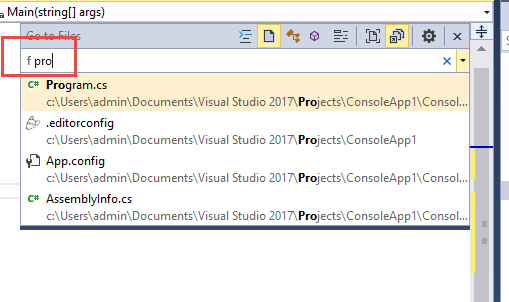 Main(string[] args)
Go to Files
f pro
C# Program.cs
c:\Users\admin\Documents\Visual Studio 2017\Projects\ConsoleApp1\Consol...
.editorconfig
c:\Users\admin\Documents\Visual Studio 2017\Projects\ConsoleApp1
App.config
c:\Users\admin\Documents\Visual Studio 2017\Projects\ConsoleApp1\Consol...
C# AssemblyInfo.cs
c:\Users\admin\Documents\Visual Studio 2017\Projects\ConsoleApp1\Consol...